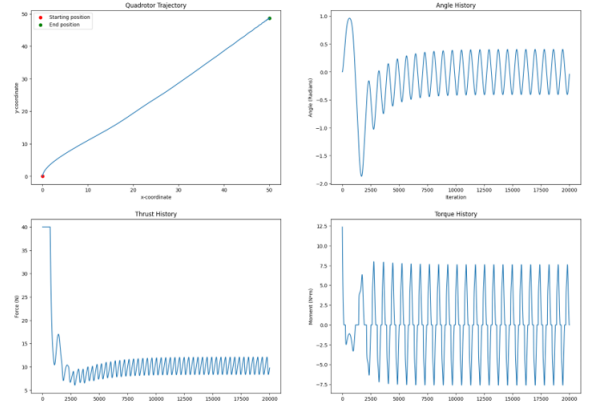 Quadrotor Trajectory
Starting position
End position
50
40
30
20
10
0
y-coordinate
0 10 20 30 40 50
x-coordinate
Angle History
1.0
0.5
0.0
−0.5
−1.0
−1.5
−2.0
Angle (Radians)
0 2500 5000 7500 10000 12500 15000 17500 20000
Iteration
Thrust History
40
35
30
25
20
15
10
5
Force (N)
0 2500 5000 7500 10000 12500 15000 17500 20000
Torque History
12.5
10.0
7.5
5.0
2.5
0.0
−2.5
−5.0
−7.5
Moment (N*m)
0 2500 5000 7500 10000 12500 15000 17500 20000